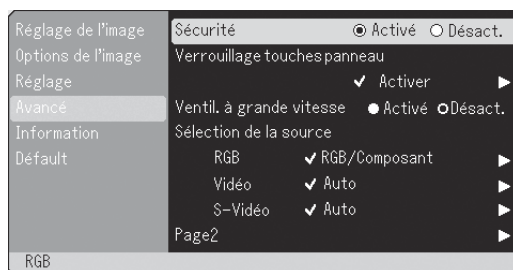 Réglage de l'image
Options de l'image
Réglage
Avancé
Information
Défault
Sécurité Activé Désact.
Verrouillage touches panneau
Activer
Ventil. à grande vitesse Activé Désact.
Sélection de la source
RGB RGB/Composant
Vidéo Auto
S-Vidéo Auto
Page2
RGB